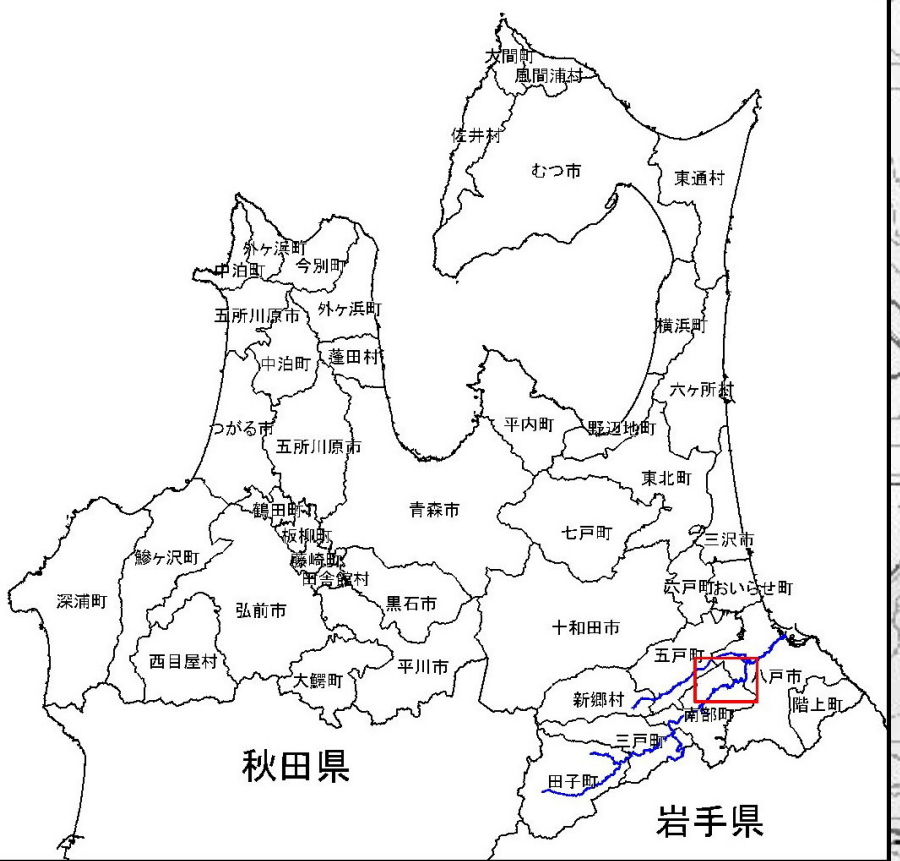 大間町
風間浦村
佐井村
むつ市
東通村
外ヶ浜町
今別町
中泊町
五所川原市
外ヶ浜町
横浜町
蓬田村
中泊町
六ヶ所村
つがる市
平内町
野辺地町
五所川原市
東北町
鶴田町
青森市
七戸町
板柳町
三沢市
鰺ヶ沢町
藤崎町
田舎館村
六戸町
おいらせ町
深浦町
弘前市
黒石市
十和田市
五戸町
西目屋村
平川市
八戸市
大鰐町
新郷村
階上町
南部町
三戸町
秋田県
田子町
岩手県